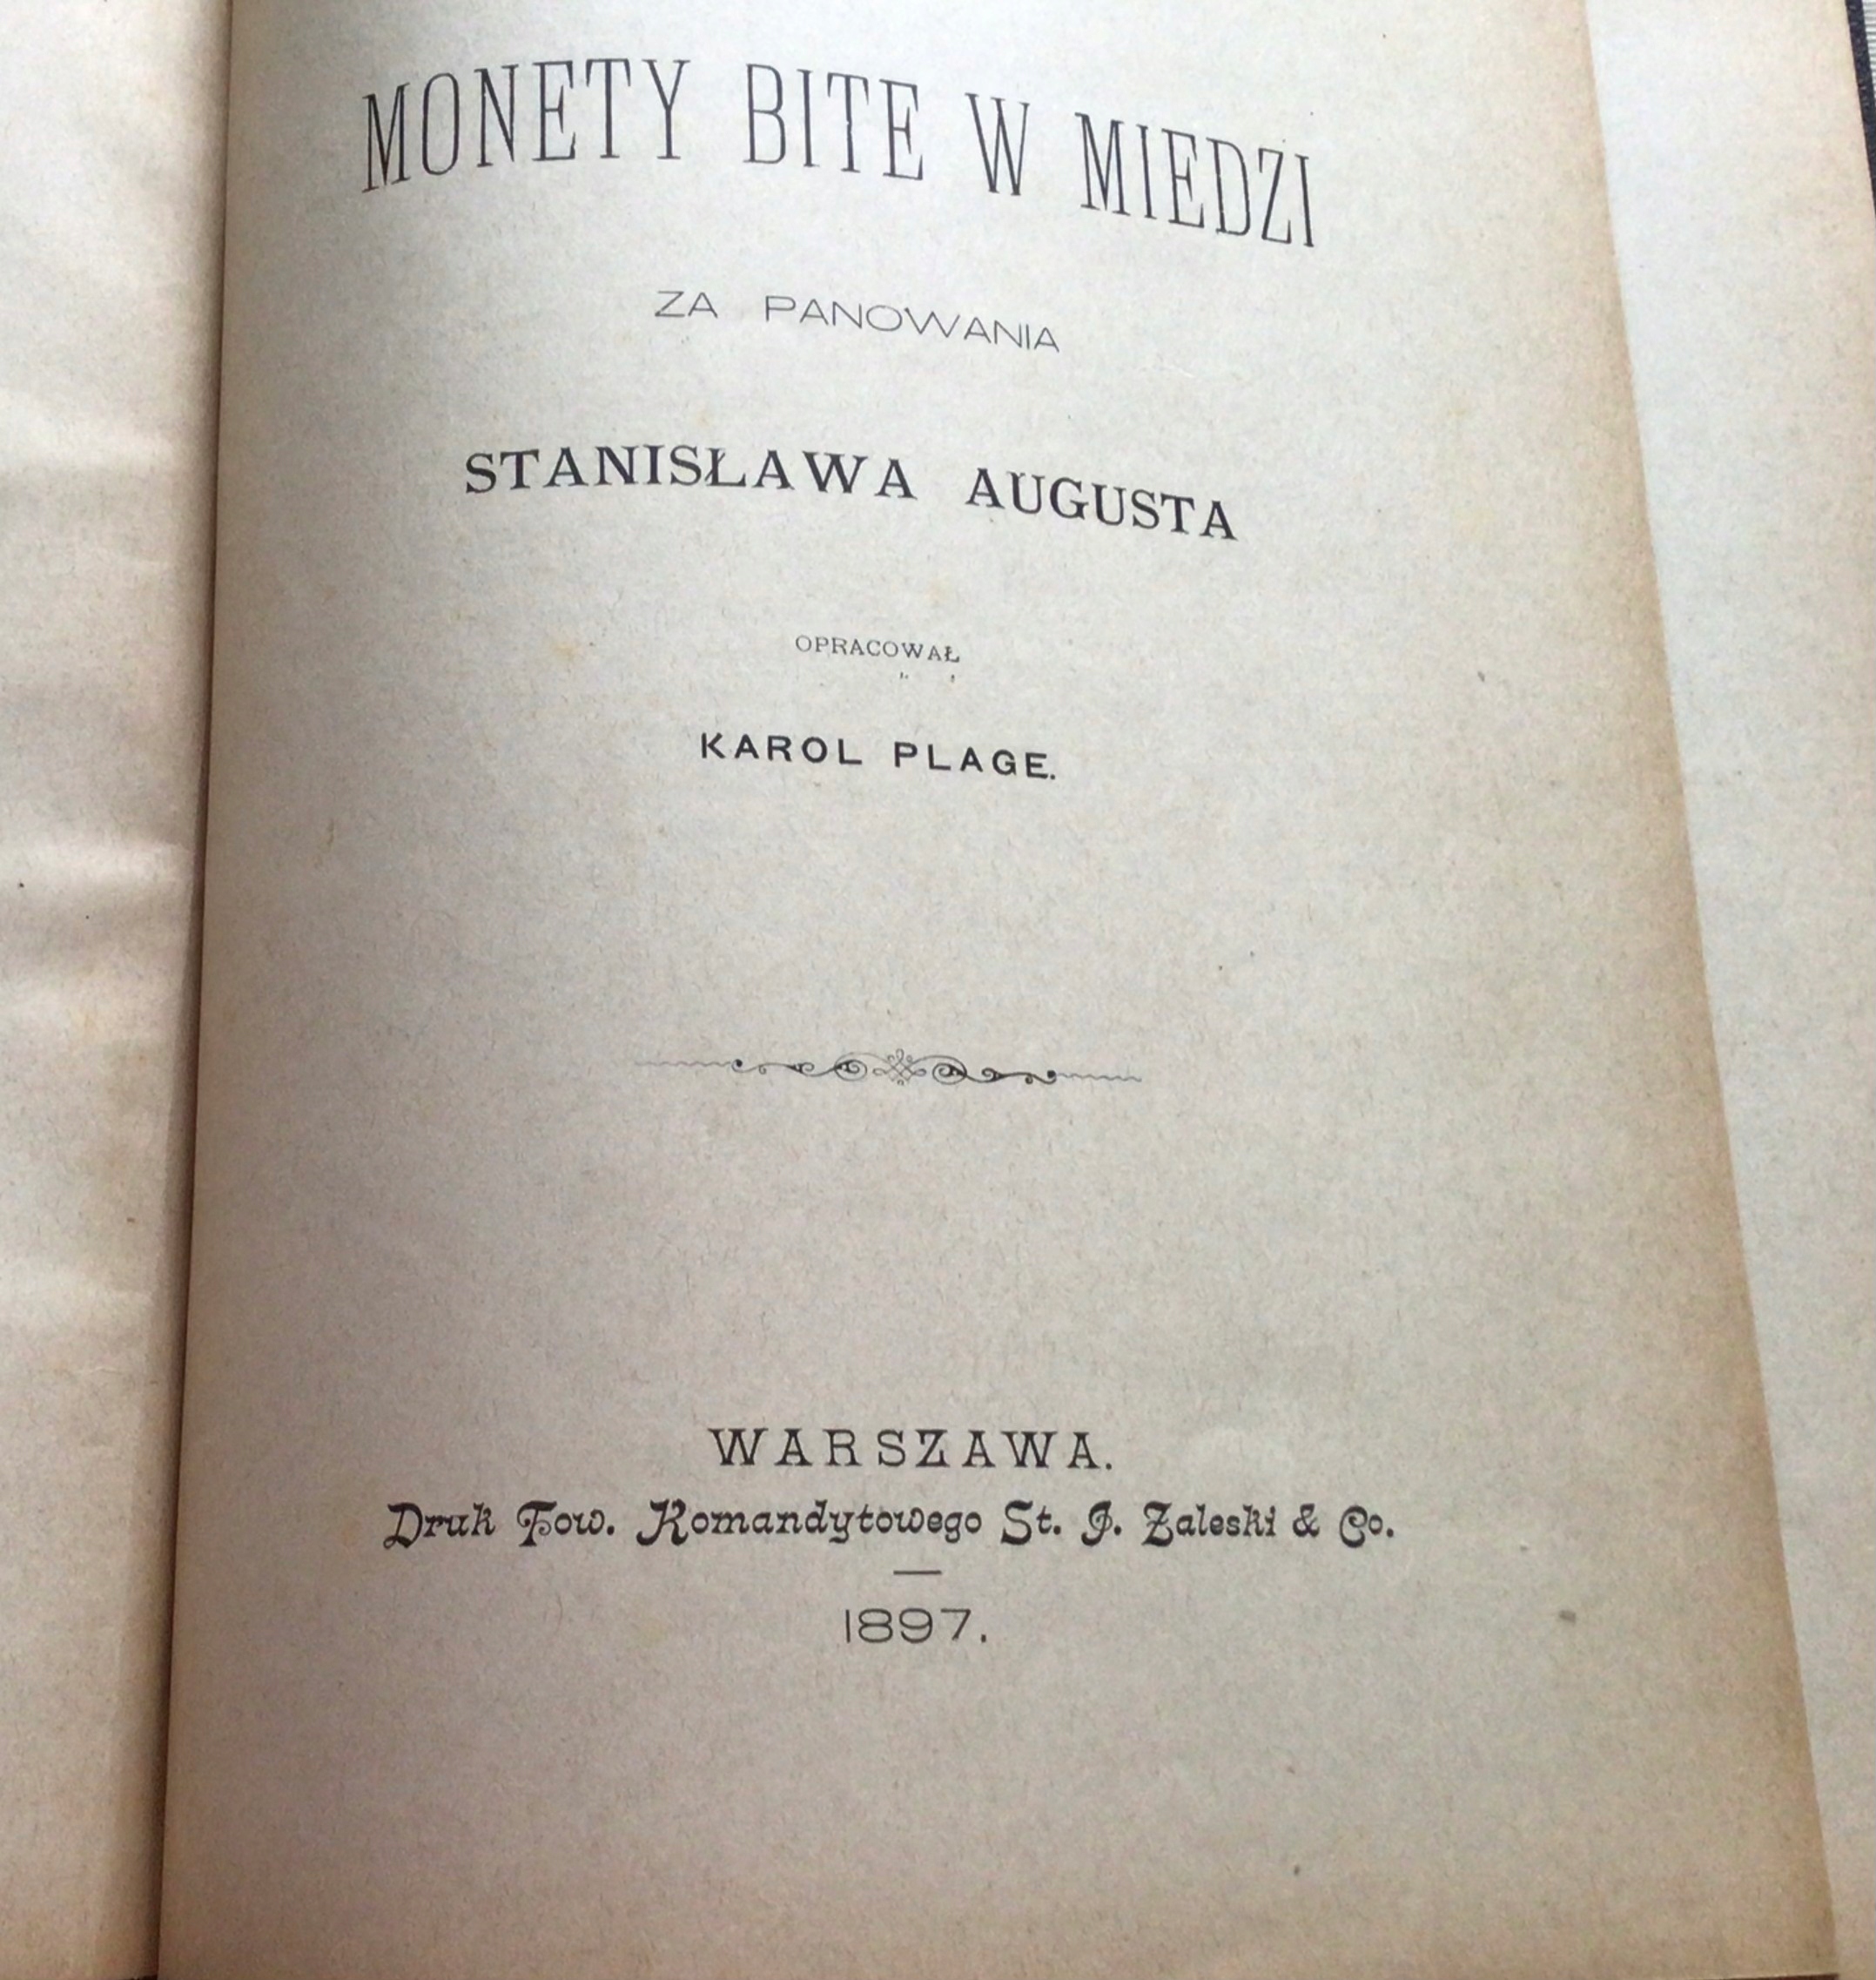 MONETY BITE W MIEDZI
ZA PANOWANIA
STANISŁAWA AUGUSTA
OPRACOWAŁ
KAROL PLAGE.
WARSZAWA.
Druk Tow. Komandytowego St. J. Zaleski & Co.
1897.